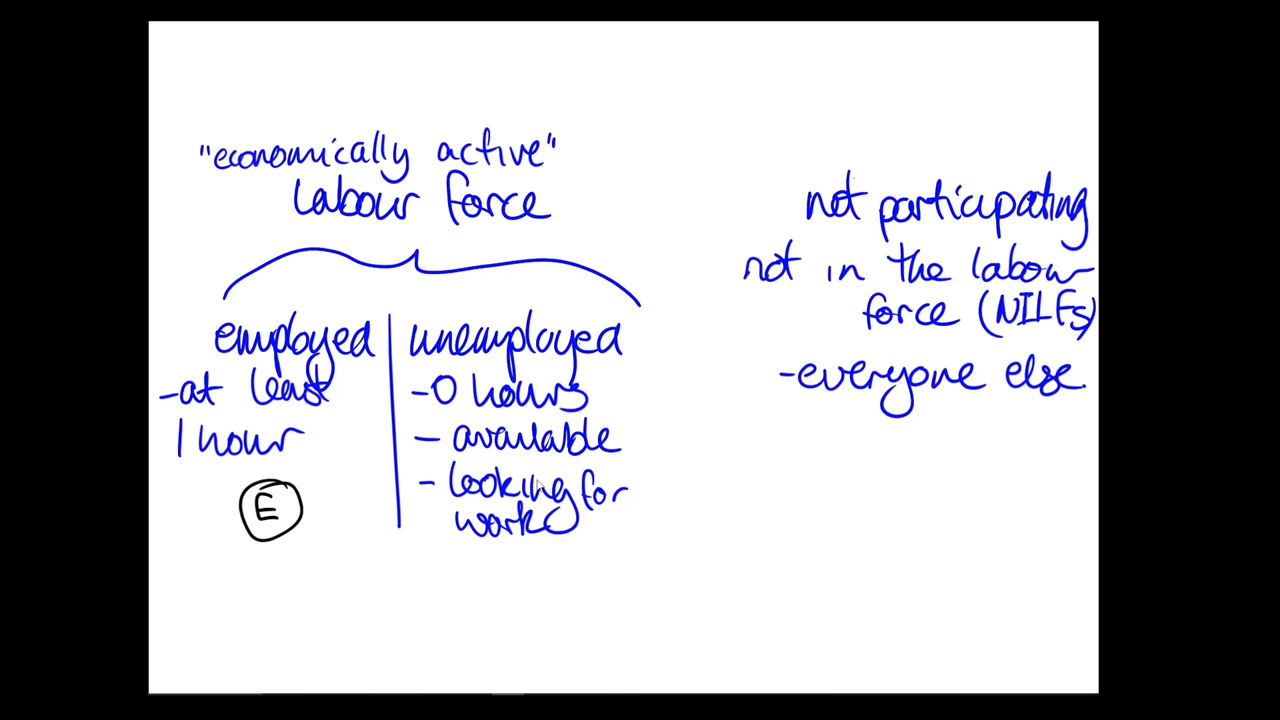 "economically active"
labour force
employed
-at least
1 hour
E
unemployed
-0 hours
- available
- looking for
work
not participating
not in the labour
force (NILFs)
-everyone else.